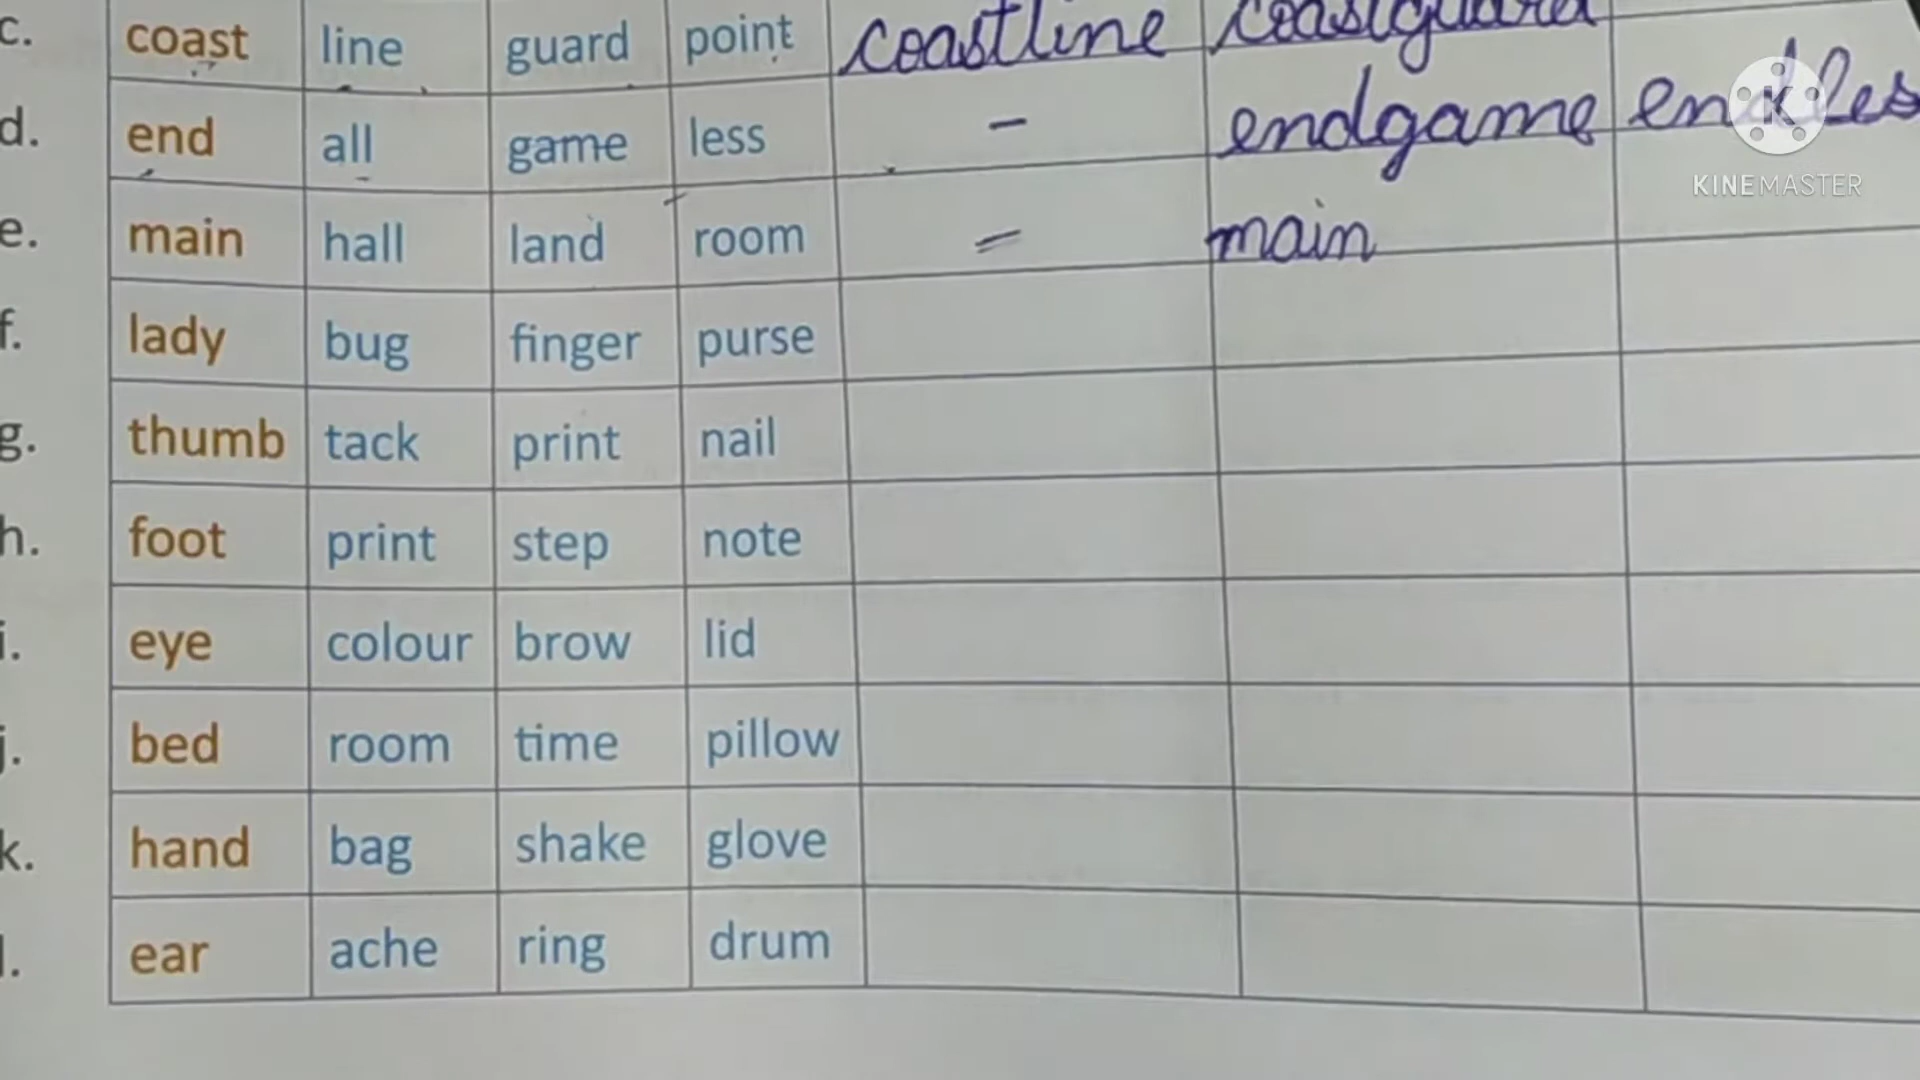 c. coast line guard point coastline coastguard
d. end all game less - endgame endles
e. main hall land room - main
f. lady bug finger purse
g. thumb tack print nail
h. foot print step note
i. eye colour brow lid
j. bed room time pillow
k. hand bag shake glove
l. ear ache ring drum
K
KINEMASTER